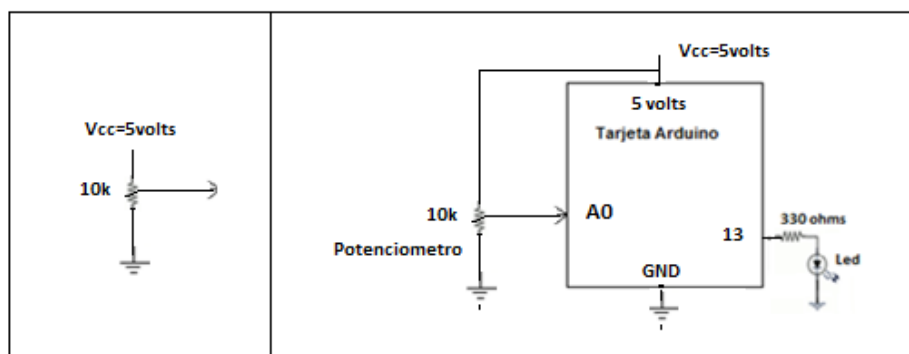 Vcc=5volts
10k
Vcc=5volts
5 volts
Tarjeta Arduino
10k
A0
Potenciometro
330 ohms
13
Led
GND